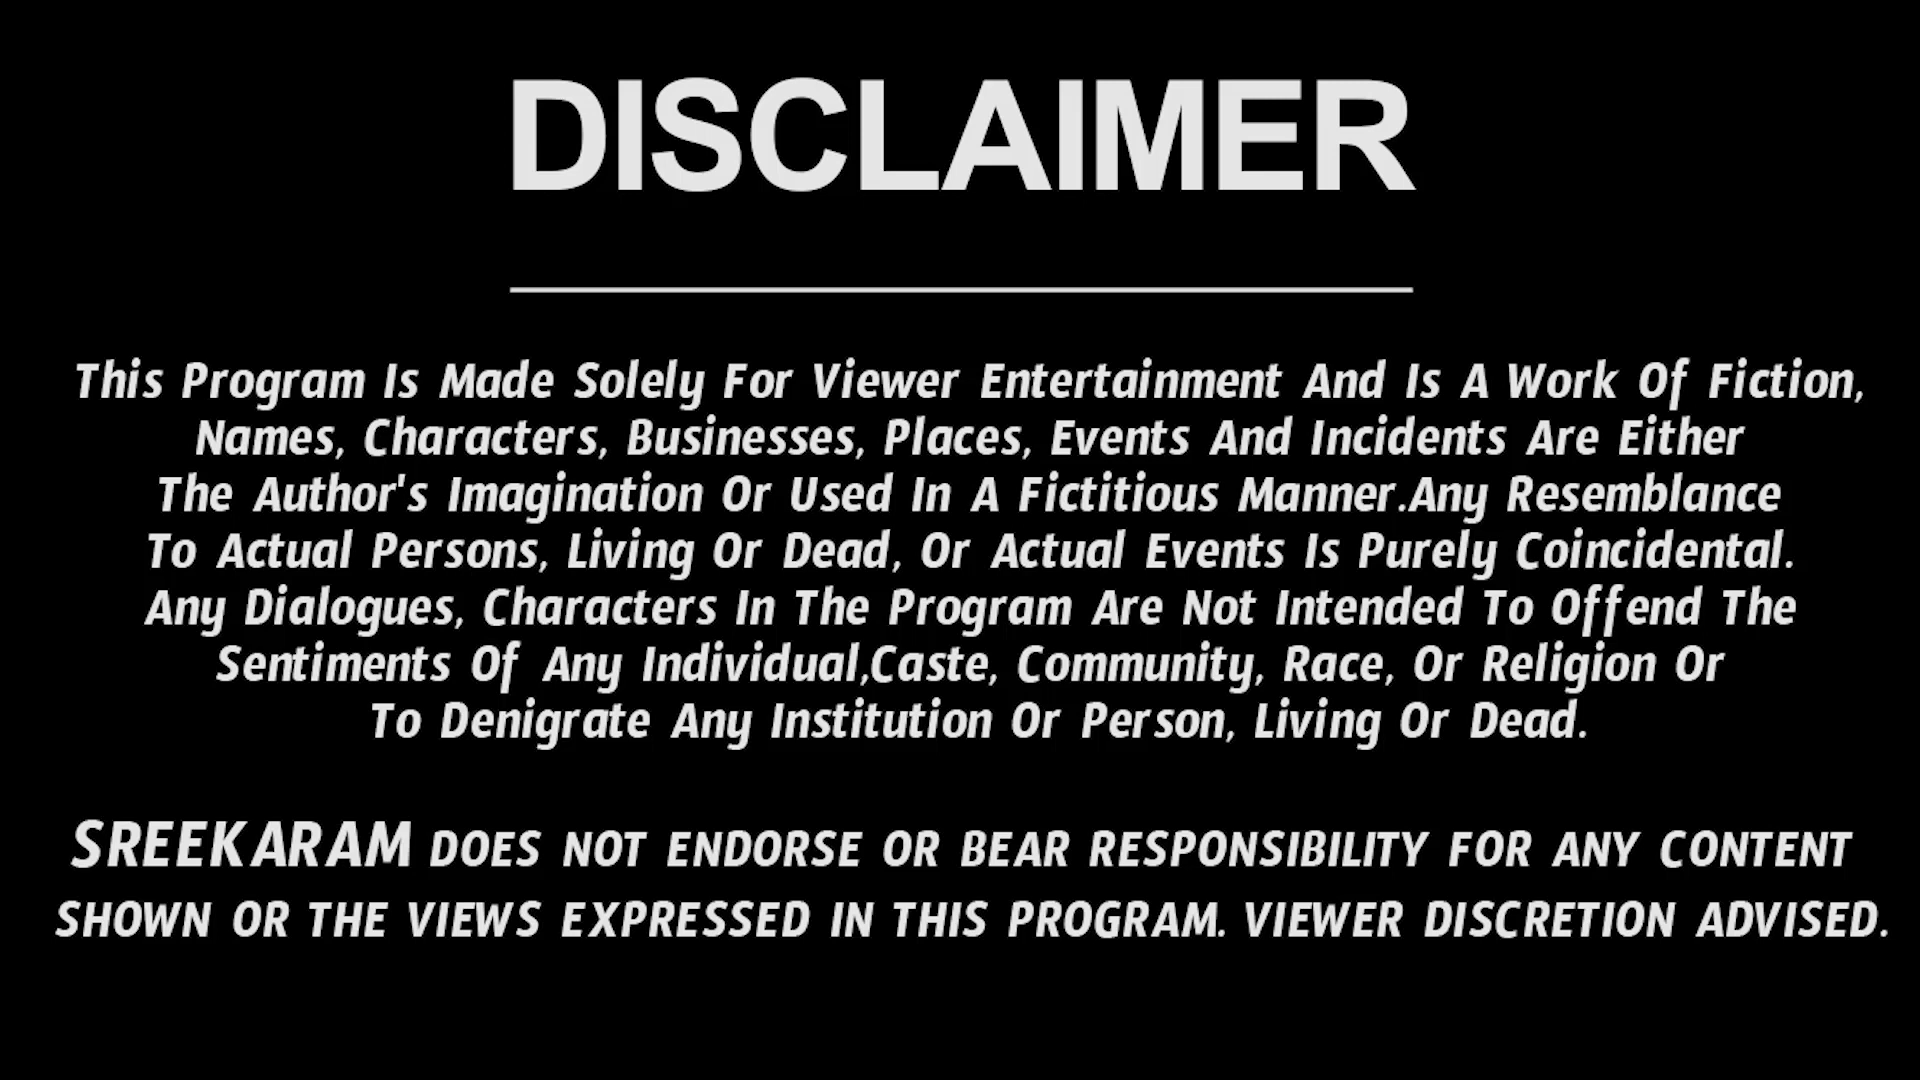 DISCLAIMER
This Program Is Made Solely For Viewer Entertainment And Is A Work Of Fiction,
Names, Characters, Businesses, Places, Events And Incidents Are Either
The Author's Imagination Or Used In A Fictitious Manner.Any Resemblance
To Actual Persons, Living Or Dead, Or Actual Events Is Purely Coincidental.
Any Dialogues, Characters In The Program Are Not Intended To Offend The
Sentiments Of Any Individual,Caste, Community, Race, Or Religion Or
To Denigrate Any Institution Or Person, Living Or Dead.
SREEKARAM DOES NOT ENDORSE OR BEAR RESPONSIBILITY FOR ANY CONTENT
SHOWN OR THE VIEWS EXPRESSED IN THIS PROGRAM. VIEWER DISCRETION ADVISED.